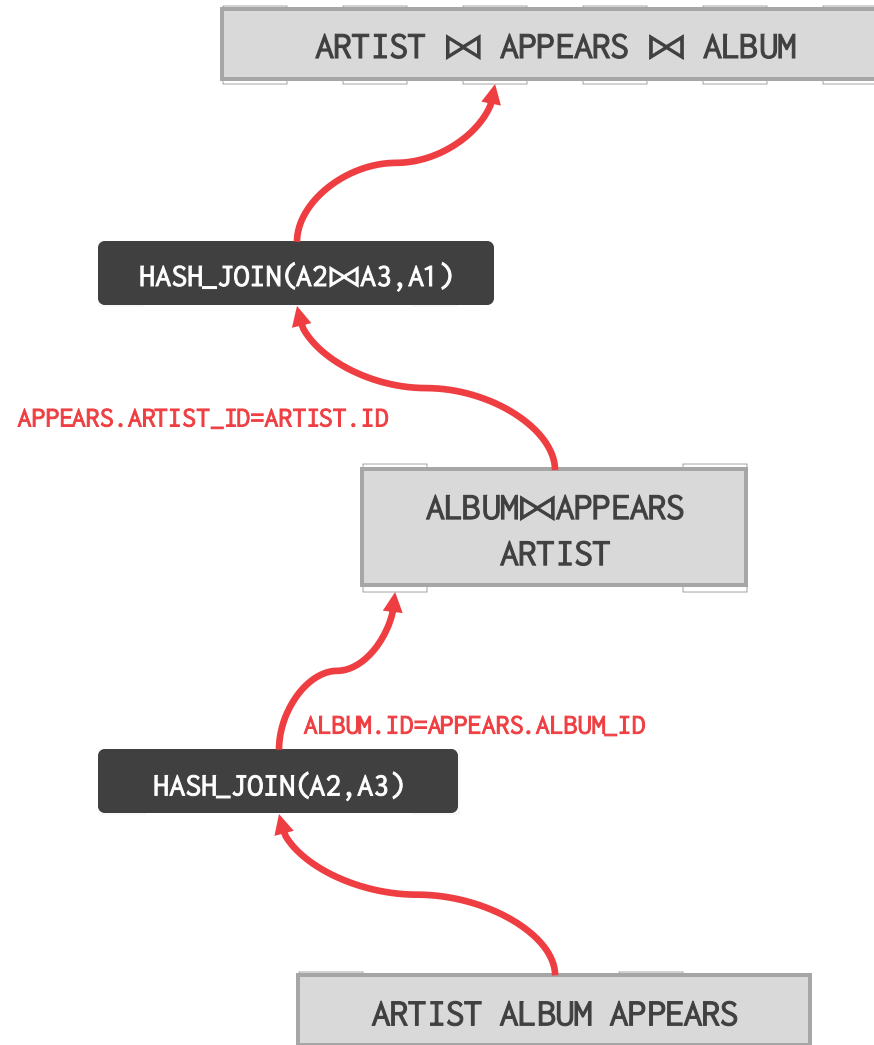 ARTIST ⋈ APPEARS ⋈ ALBUM
HASH_JOIN(A2⋈A3,A1)
APPEARS.ARTIST_ID=ARTIST.ID
ALBUM⋈APPEARS
ARTIST
ALBUM.ID=APPEARS.ALBUM_ID
HASH_JOIN(A2,A3)
ARTIST ALBUM APPEARS